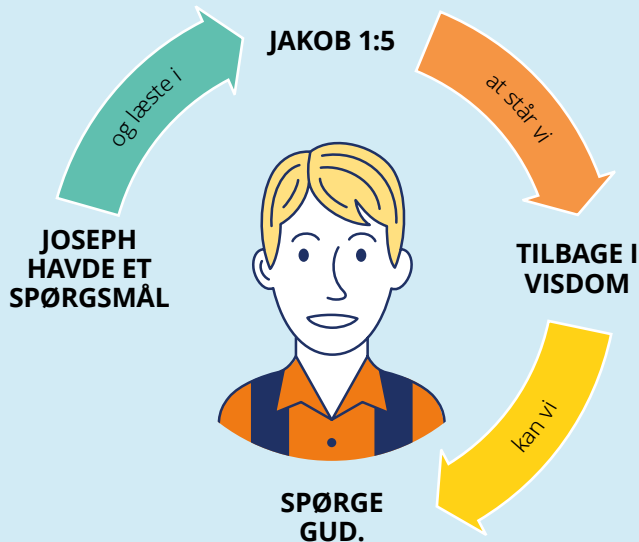 JOSEPH
HAVDE ET
SPØRGSMÅL
og læste i
JAKOB 1:5
at står vi
TILBAGE I
VISDOM
kan vi
SPØRGE
GUD.